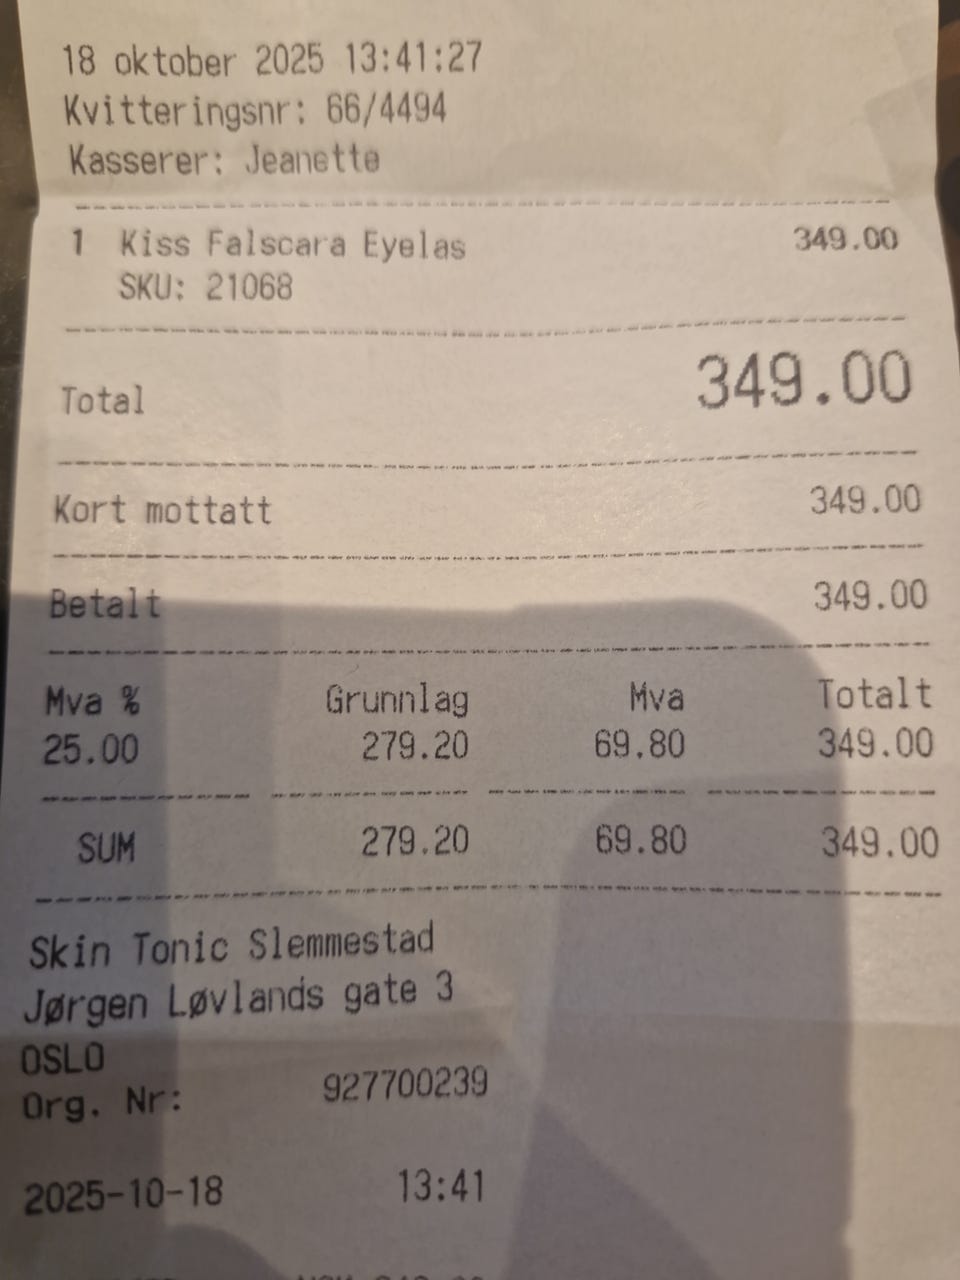 18 oktober 2025 13:41:27
Kvitteringsnr: 66/4494
Kasserer: Jeanette
1 Kiss Falscara Eyelas 349.00
SKU: 21068
Total 349.00
Kort mottatt 349.00
Betalt 349.00
Mva % Grunnlag Mva Totalt
25.00 279.20 69.80 349.00
SUM 279.20 69.80 349.00
Skin Tonic Slemmestad
Jørgen Løvlands gate 3
OSLO
Org. Nr: 927700239
2025-10-18 13:41